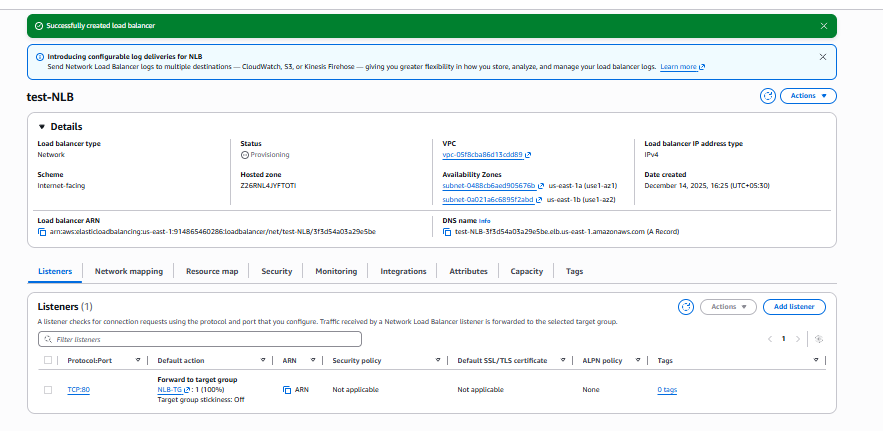 Successfully created load balancer
Introducing configurable log deliveries for NLB
Send Network Load Balancer logs to multiple destinations — CloudWatch, S3, or Kinesis Firehose — giving you greater flexibility in how you store, analyze, and manage your load balancer logs. Learn more
test-NLB
Actions
Details
Load balancer type
Network
Status
Provisioning
VPC
vpc-05f8cba86d13cdd89
Load balancer IP address type
IPv4
Scheme
Internet-facing
Hosted zone
Z26RNL4JYFTOTI
Availability Zones
subnet-0488cb6aed905676b us-east-1a (use1-az1)
subnet-0a021a6c6895f2abd us-east-1b (use1-az2)
Date created
December 14, 2025, 16:25 (UTC+05:30)
Load balancer ARN
arn:aws:elasticloadbalancing:us-east-1:914865460286:loadbalancer/net/test-NLB/3f3d54a03a29e5be
DNS name Info
test-NLB-3f3d54a03a29e5be.elb.us-east-1.amazonaws.com (A Record)
Listeners Network mapping Resource map Security Monitoring Integrations Attributes Capacity Tags
Listeners (1)
Actions
Add listener
A listener checks for connection requests using the protocol and port that you configure. Traffic received by a Network Load Balancer listener is forwarded to the selected target group.
Filter listeners
1
Protocol:Port Default action ARN Security policy Default SSL/TLS certificate ALPN policy Tags
TCP:80
Forward to target group
NLB-TG : 1 (100%)
Target group stickiness: Off
ARN
Not applicable
Not applicable
None
0 tags